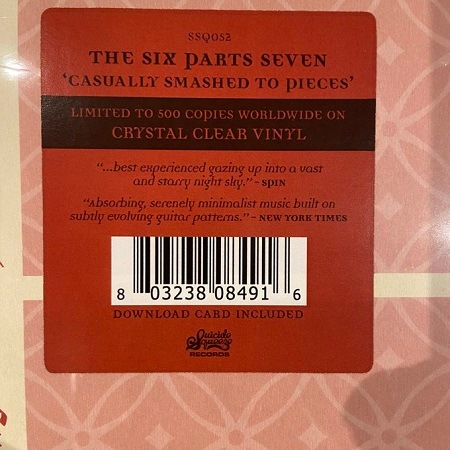 SSQ052
THE SIX PARTS SEVEN
'CASUALLY SMASHED TO PIECES'
LIMITED TO 500 COPIES WORLDWIDE ON
CRYSTAL CLEAR VINYL
"...best experienced gazing up into a vast
and starry night sky." – SPIN
"Absorbing, serenely minimalist music built on
subtly evolving guitar patterns." – NEW YORK TIMES
8 03238 08491 6
DOWNLOAD CARD INCLUDED
Suicide
Squeeze
RECORDS